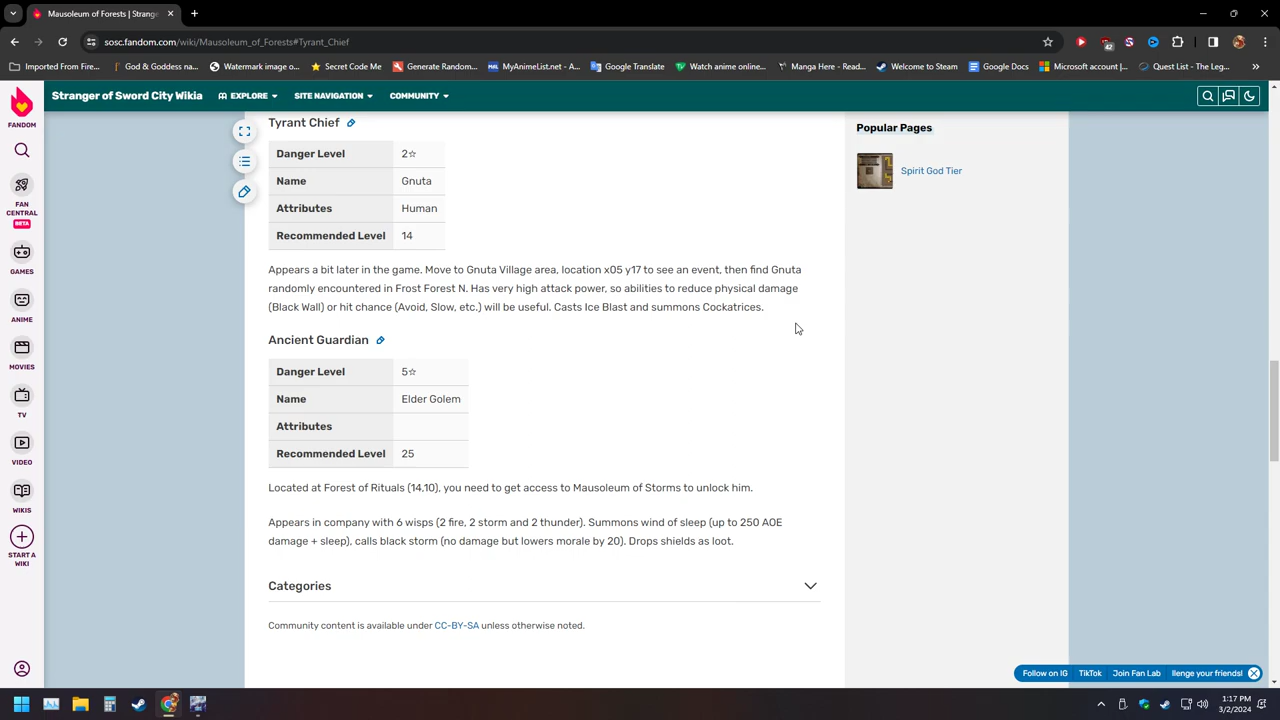 Mausoleum of Forests | Strang
sosc.fandom.com/wiki/Mausoleum_of_Forests#Tyrant_Chief
42
Imported From Fire...
God & Goddess na...
Watermark image o...
Secret Code Me
Generate Random...
MyAnimeList.net - A...
Google Translate
Watch anime online...
Manga Here - Read...
Welcome to Steam
Google Docs
Microsoft account |...
Quest List - The Leg...
»
Stranger of Sword City Wikia
EXPLORE
SITE NAVIGATION
COMMUNITY
FANDOM
FAN CENTRAL
BETA
GAMES
ANIME
MOVIES
TV
VIDEO
WIKIS
START A WIKI
Tyrant Chief
Danger Level 2☆
Name Gnuta
Attributes Human
Recommended Level 14
Appears a bit later in the game. Move to Gnuta Village area, location x05 y17 to see an event, then find Gnuta
randomly encountered in Frost Forest N. Has very high attack power, so abilities to reduce physical damage
(Black Wall) or hit chance (Avoid, Slow, etc.) will be useful. Casts Ice Blast and summons Cockatrices.
Ancient Guardian
Danger Level 5☆
Name Elder Golem
Attributes
Recommended Level 25
Located at Forest of Rituals (14,10), you need to get access to Mausoleum of Storms to unlock him.
Appears in company with 6 wisps (2 fire, 2 storm and 2 thunder). Summons wind of sleep (up to 250 AOE
damage + sleep), calls black storm (no damage but lowers morale by 20). Drops shields as loot.
Categories
Community content is available under CC-BY-SA unless otherwise noted.
Popular Pages
Spirit God Tier
Follow on IG
TikTok
Join Fan Lab
llenge your friends!
1:17 PM
3/2/2024